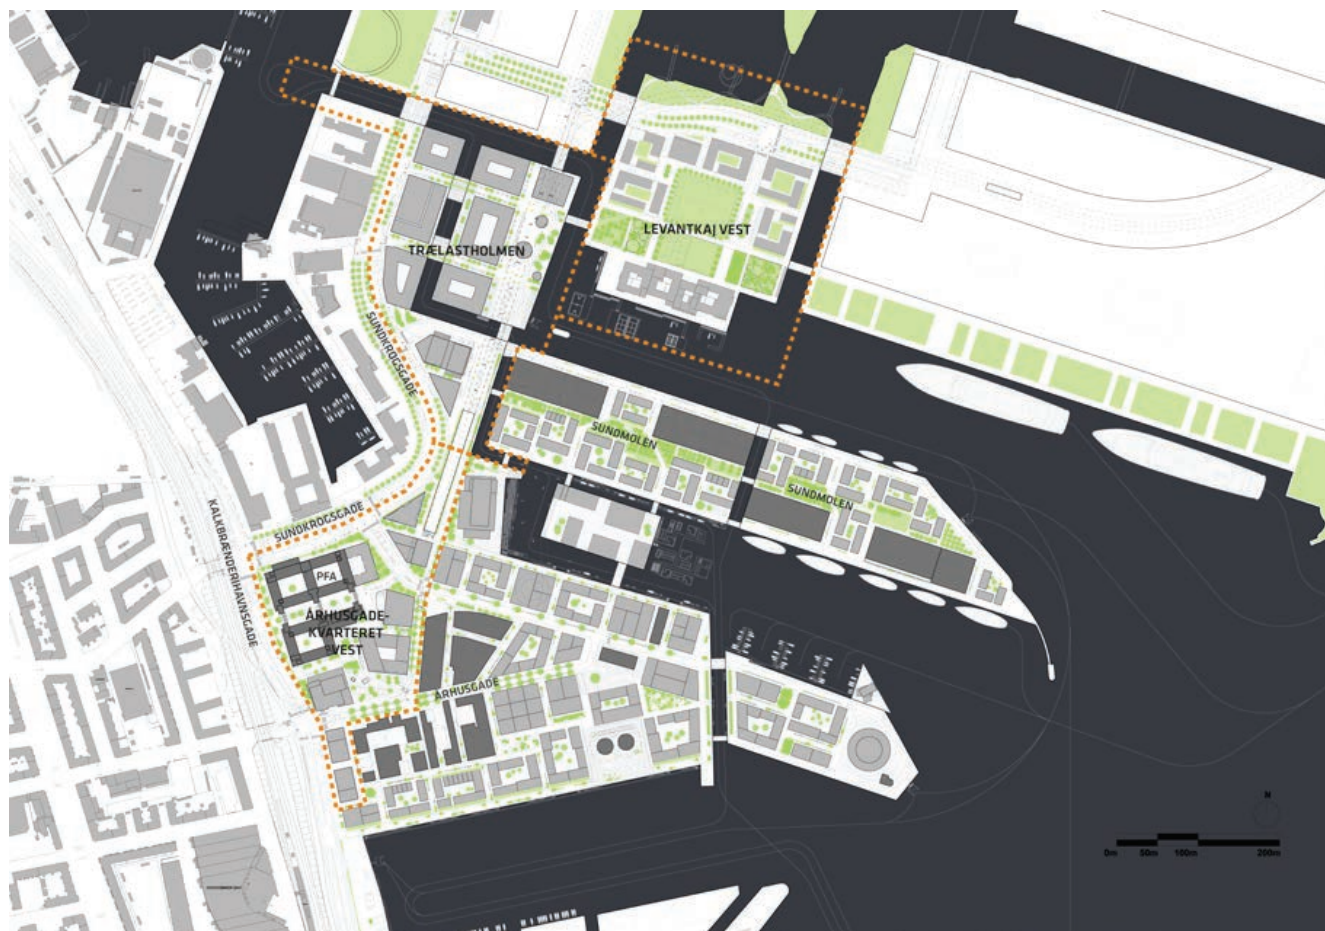 LEVANTKAJ VEST
TRÆLASTHOLMEN
SUNDKROGSGADE
SUNDMOLEN
SUNDMOLEN
SUNDKROGSGADE
KALKBRÆNDERIHAVNSGADE
PFA
ÅRHUSGADE-
KVARTERET
VEST
ÅRHUSGADE
N
0m 50m 100m 200m